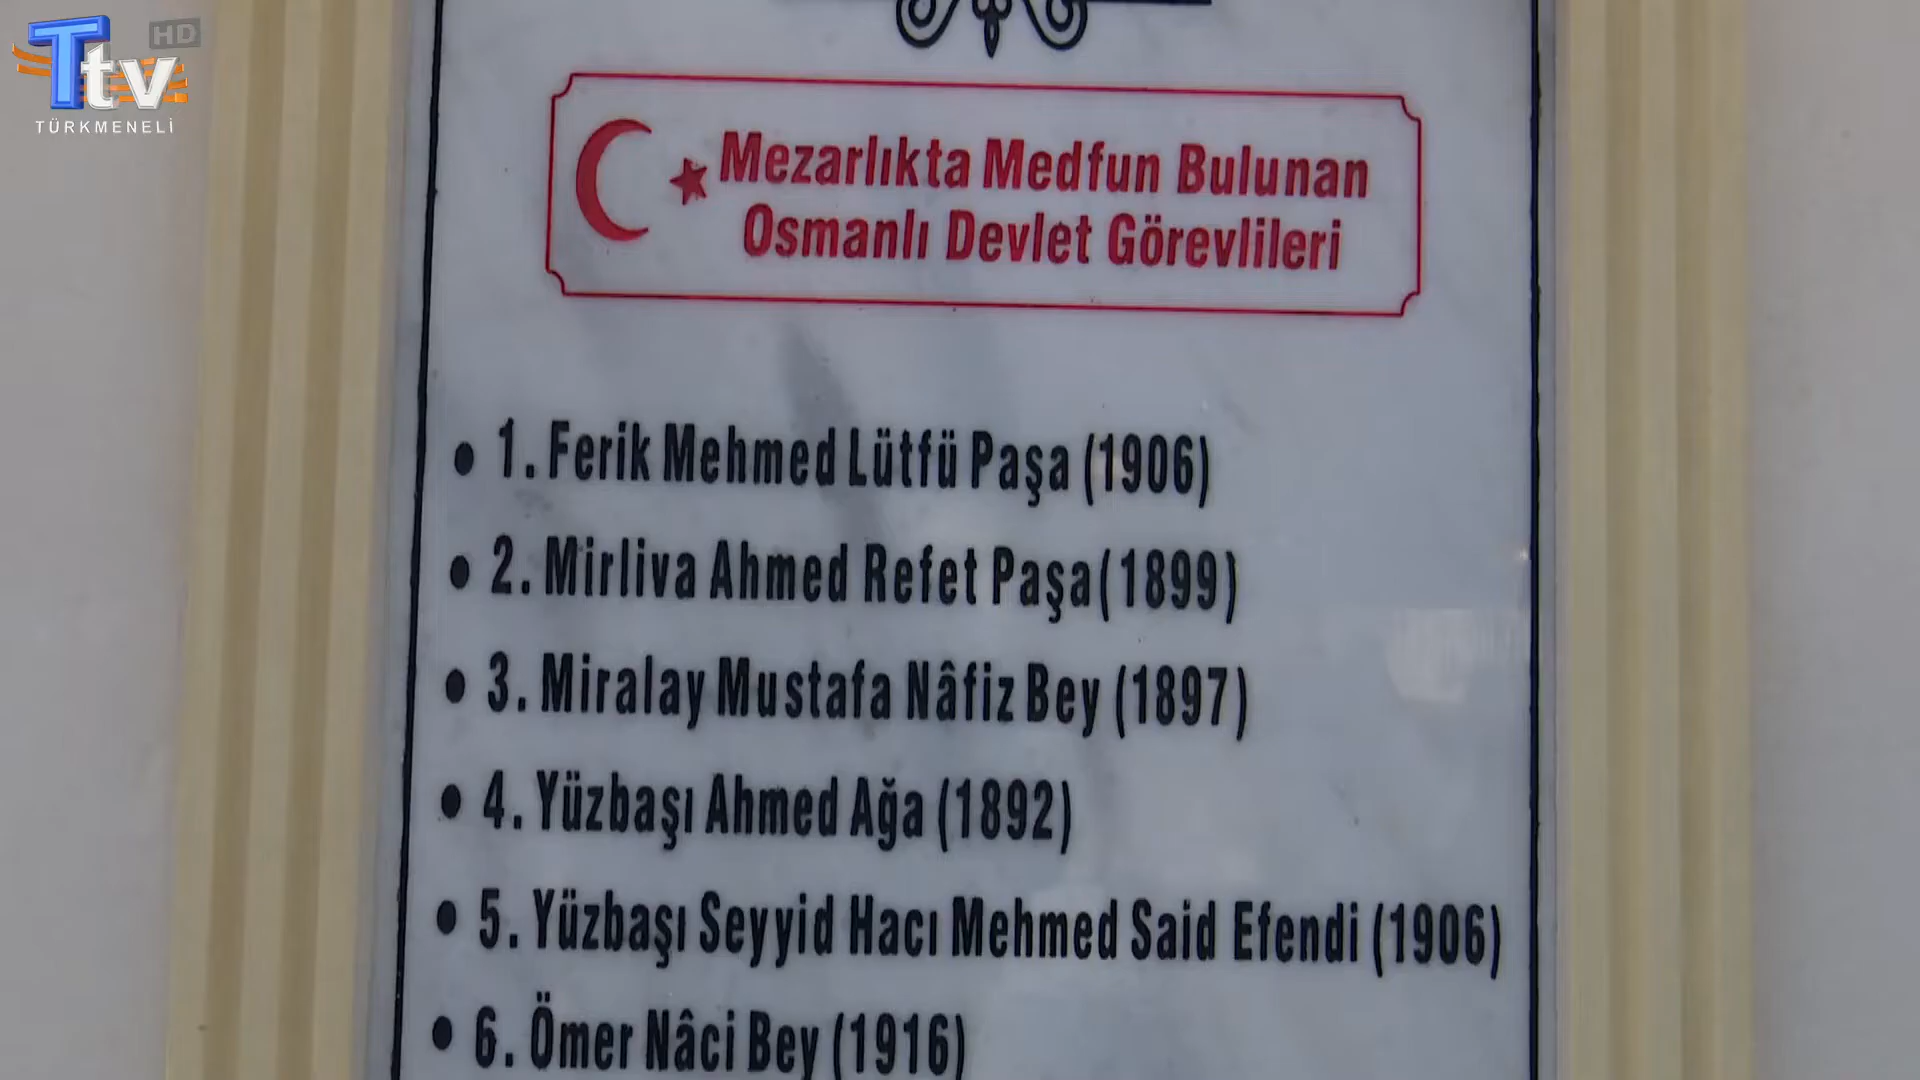 HD
Ttv
TÜRKMENELİ
Mezarlıkta Medfun Bulunan
Osmanlı Devlet Görevlileri
• 1. Ferik Mehmed Lütfü Paşa (1906)
• 2. Mirliva Ahmed Refet Paşa(1899)
• 3. Miralay Mustafa Nâfiz Bey (1897)
• 4. Yüzbaşı Ahmed Ağa (1892)
• 5. Yüzbaşı Seyyid Hacı Mehmed Said Efendi (1906)
• 6. Ömer Nâci Bey (1916)